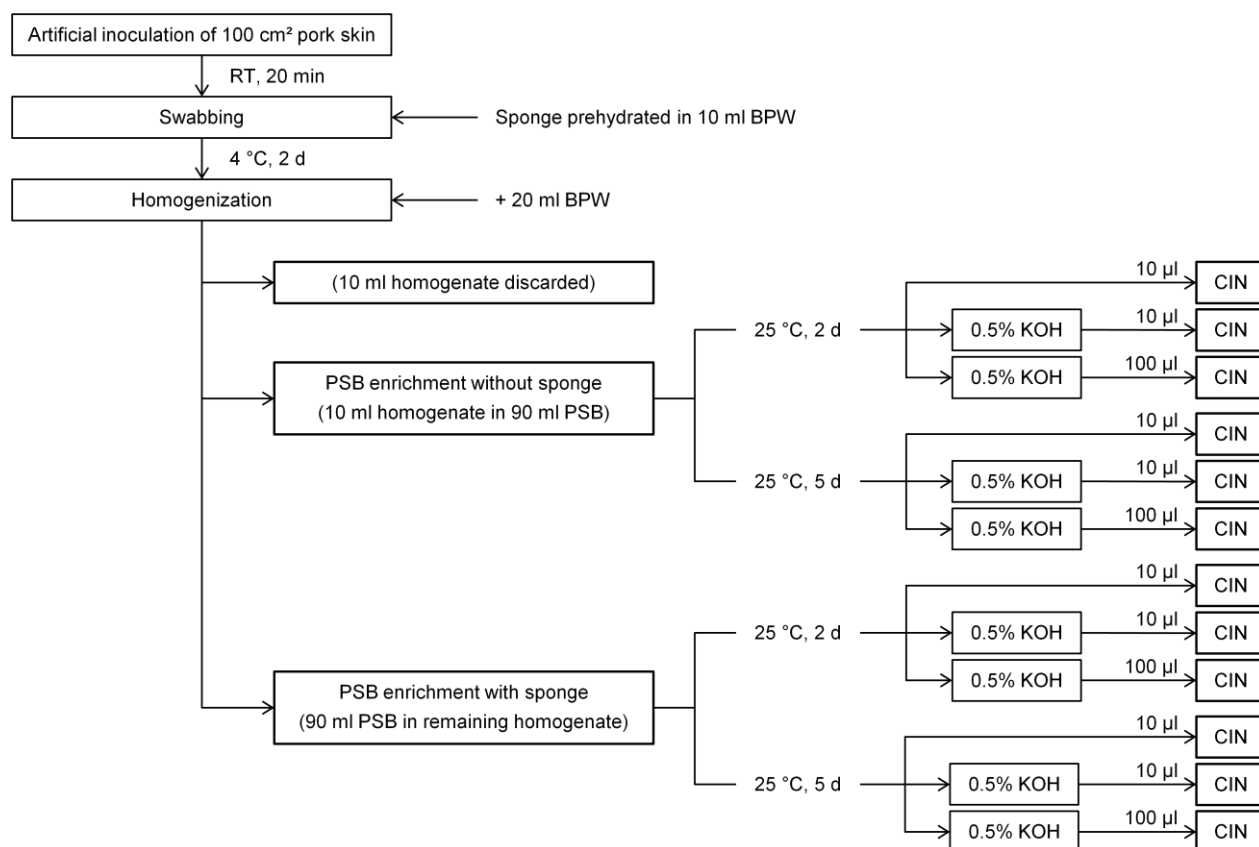 Artificial inoculation of 100 cm² pork skin
RT, 20 min
Swabbing
Sponge prehydrated in 10 ml BPW
4 °C, 2 d
Homogenization
+ 20 ml BPW
(10 ml homogenate discarded)
10 µl
CIN
25 °C, 2 d
0.5% KOH
10 µl
CIN
0.5% KOH
100 µl
CIN
PSB enrichment without sponge
(10 ml homogenate in 90 ml PSB)
10 µl
CIN
25 °C, 5 d
0.5% KOH
10 µl
CIN
0.5% KOH
100 µl
CIN
10 µl
CIN
25 °C, 2 d
0.5% KOH
10 µl
CIN
0.5% KOH
100 µl
CIN
PSB enrichment with sponge
(90 ml PSB in remaining homogenate)
10 µl
CIN
25 °C, 5 d
0.5% KOH
10 µl
CIN
0.5% KOH
100 µl
CIN